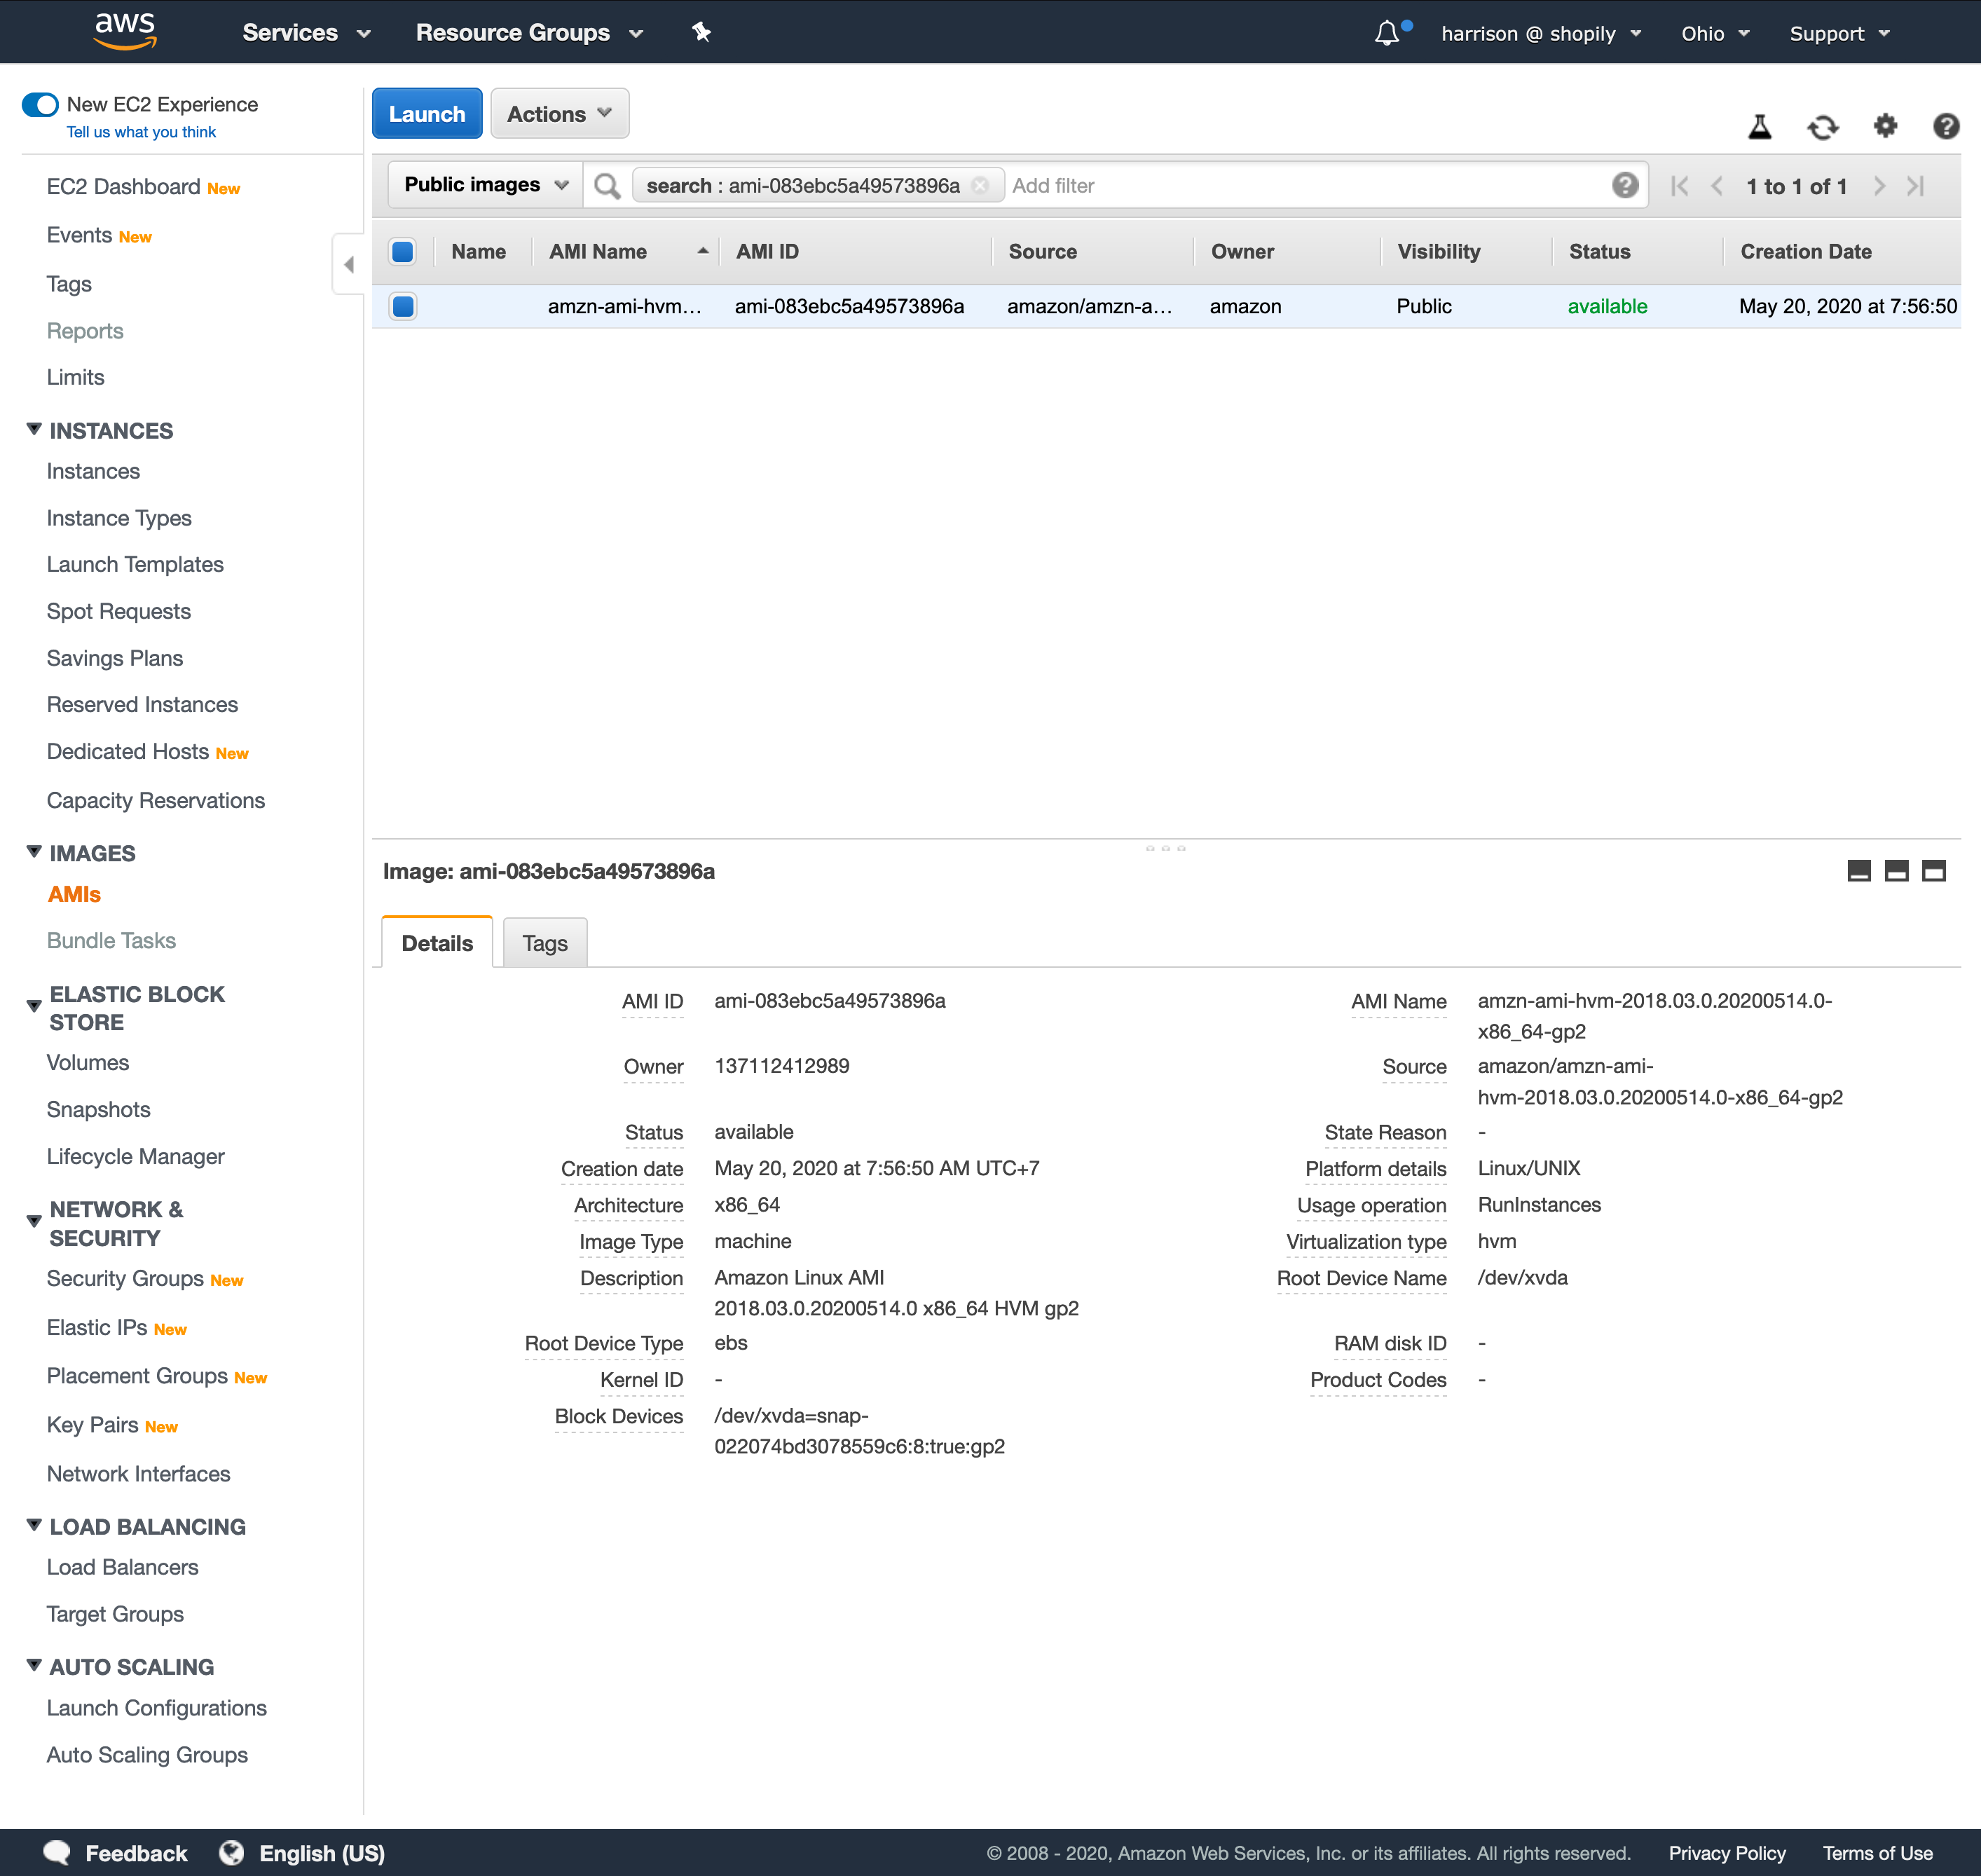 aws Services Resource Groups harrison @ shopily Ohio Support
New EC2 Experience
Tell us what you think
EC2 Dashboard New
Events New
Tags
Reports
Limits
INSTANCES
Instances
Instance Types
Launch Templates
Spot Requests
Savings Plans
Reserved Instances
Dedicated Hosts New
Capacity Reservations
IMAGES
AMIs
Bundle Tasks
ELASTIC BLOCK
STORE
Volumes
Snapshots
Lifecycle Manager
NETWORK &
SECURITY
Security Groups New
Elastic IPs New
Placement Groups New
Key Pairs New
Network Interfaces
LOAD BALANCING
Load Balancers
Target Groups
AUTO SCALING
Launch Configurations
Auto Scaling Groups
Launch Actions
Public images search : ami-083ebc5a49573896a Add filter 1 to 1 of 1
Name AMI Name AMI ID Source Owner Visibility Status Creation Date
amzn-ami-hvm... ami-083ebc5a49573896a amazon/amzn-a... amazon Public available May 20, 2020 at 7:56:50
Image: ami-083ebc5a49573896a
Details Tags
AMI ID ami-083ebc5a49573896a
Owner 137112412989
Status available
Creation date May 20, 2020 at 7:56:50 AM UTC+7
Architecture x86_64
Image Type machine
Description Amazon Linux AMI
2018.03.0.20200514.0 x86_64 HVM gp2
Root Device Type ebs
Kernel ID -
Block Devices /dev/xvda=snap-
022074bd3078559c6:8:true:gp2
AMI Name amzn-ami-hvm-2018.03.0.20200514.0-
x86_64-gp2
Source amazon/amzn-ami-
hvm-2018.03.0.20200514.0-x86_64-gp2
State Reason -
Platform details Linux/UNIX
Usage operation RunInstances
Virtualization type hvm
Root Device Name /dev/xvda
RAM disk ID -
Product Codes -
Feedback English (US) © 2008 - 2020, Amazon Web Services, Inc. or its affiliates. All rights reserved. Privacy Policy Terms of Use